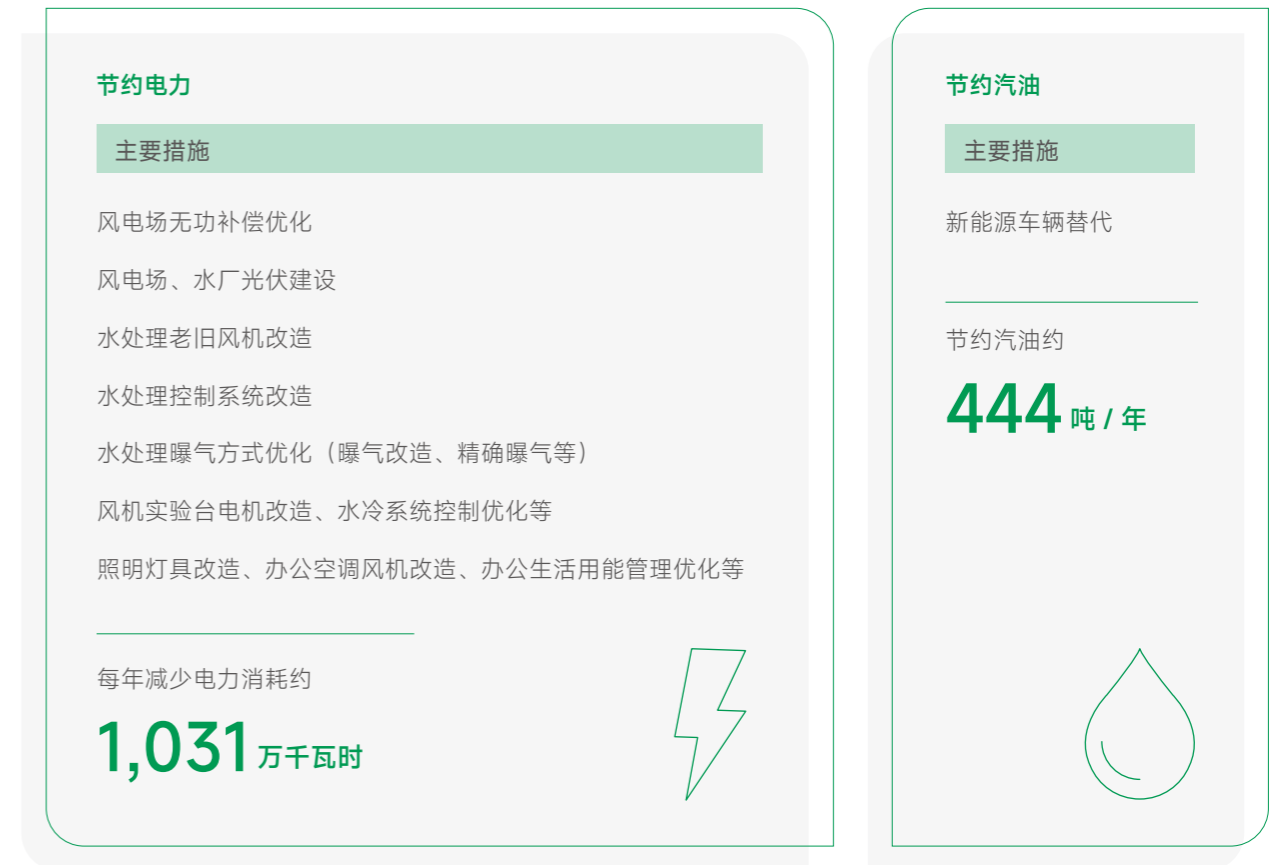 节约电力
主要措施
风电场无功补偿优化
风电场、水厂光伏建设
水处理老旧风机改造
水处理控制系统改造
水处理曝气方式优化（曝气改造、精确曝气等）
风机实验台电机改造、水冷系统控制优化等
照明灯具改造、办公空调风机改造、办公生活用能管理优化等
每年减少电力消耗约
1,031 万千瓦时
节约汽油
主要措施
新能源车辆替代
节约汽油约
444 吨 / 年